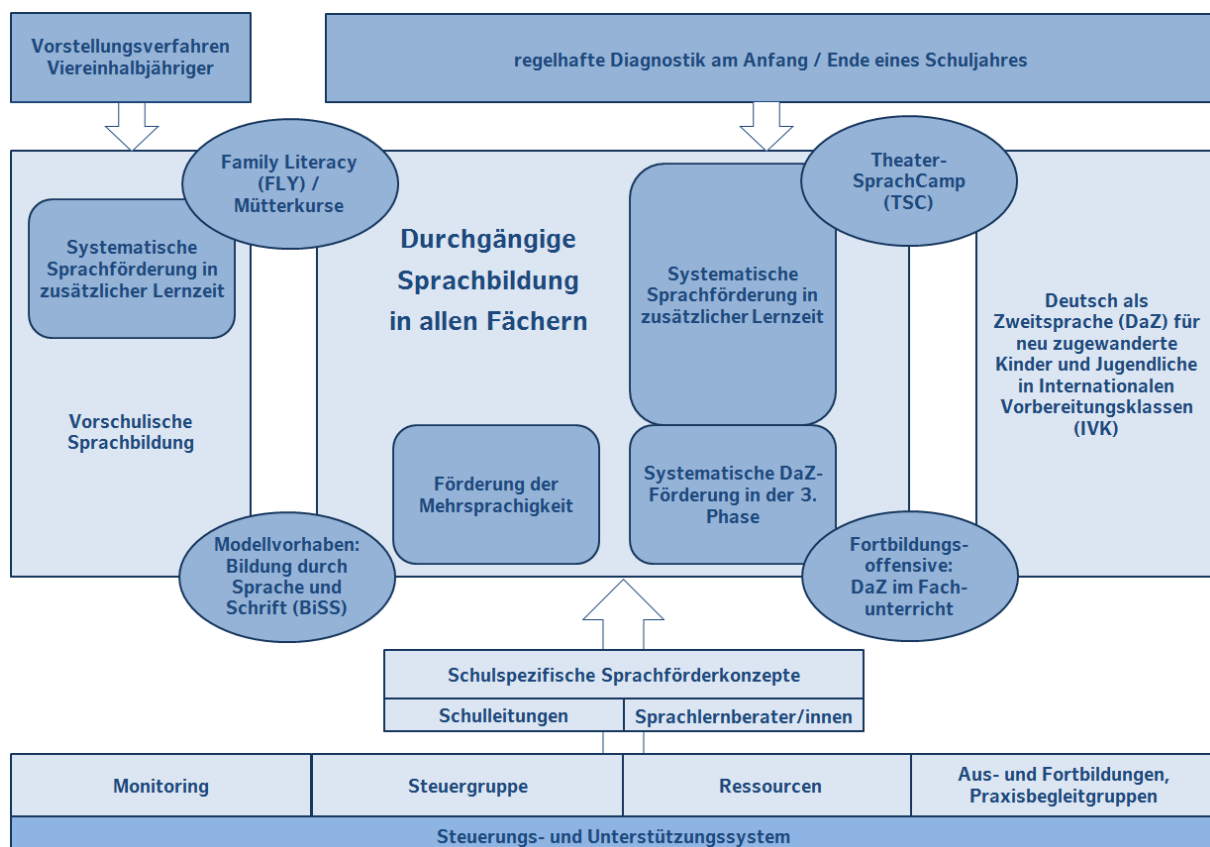 Vorstellungsverfahren
Viereinhalbjähriger
regelhafte Diagnostik am Anfang / Ende eines Schuljahres
Family Literacy
(FLY) /
Mütterkurse
Theater-
SprachCamp
(TSC)
Systematische
Sprachförderung in
zusätzlicher Lernzeit
Vorschulische
Sprachbildung
Durchgängige
Sprachbildung
in allen Fächern
Systematische
Sprachförderung in
zusätzlicher Lernzeit
Deutsch als
Zweitsprache (DaZ) für
neu zugewanderte
Kinder und Jugendliche
in Internationalen
Vorbereitungsklassen
(IVK)
Förderung der
Mehrsprachigkeit
Systematische DaZ-
Förderung in der 3.
Phase
Modellvorhaben:
Bildung durch
Sprache und
Schrift (BiSS)
Fortbildungs-
offensive:
DaZ im Fach-
unterricht
Schulspezifische Sprachförderkonzepte
Schulleitungen
Sprachlernberater/innen
Monitoring
Steuergruppe
Ressourcen
Aus- und Fortbildungen,
Praxisbegleitgruppen
Steuerungs- und Unterstützungssystem